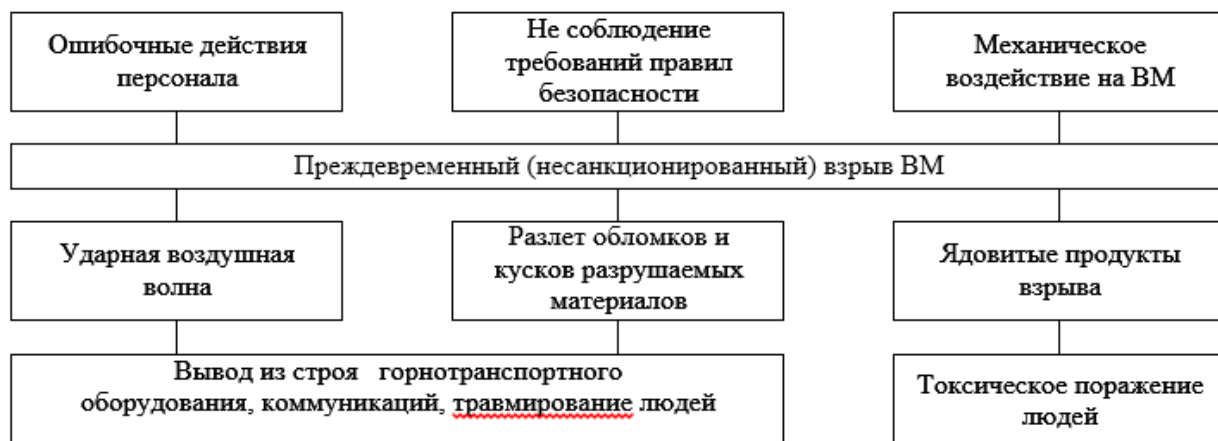 Ошибочные действия
персонала
Не соблюдение
требований правил
безопасности
Механическое
воздействие на ВМ
Преждевременный (несанкционированный) взрыв ВМ
Ударная воздушная
волна
Разлет обломков и
кусков разрушаемых
материалов
Ядовитые продукты
взрыва
Вывод из строя горнотранспортного
оборудования, коммуникаций, травмирование людей
Токсическое поражение
людей